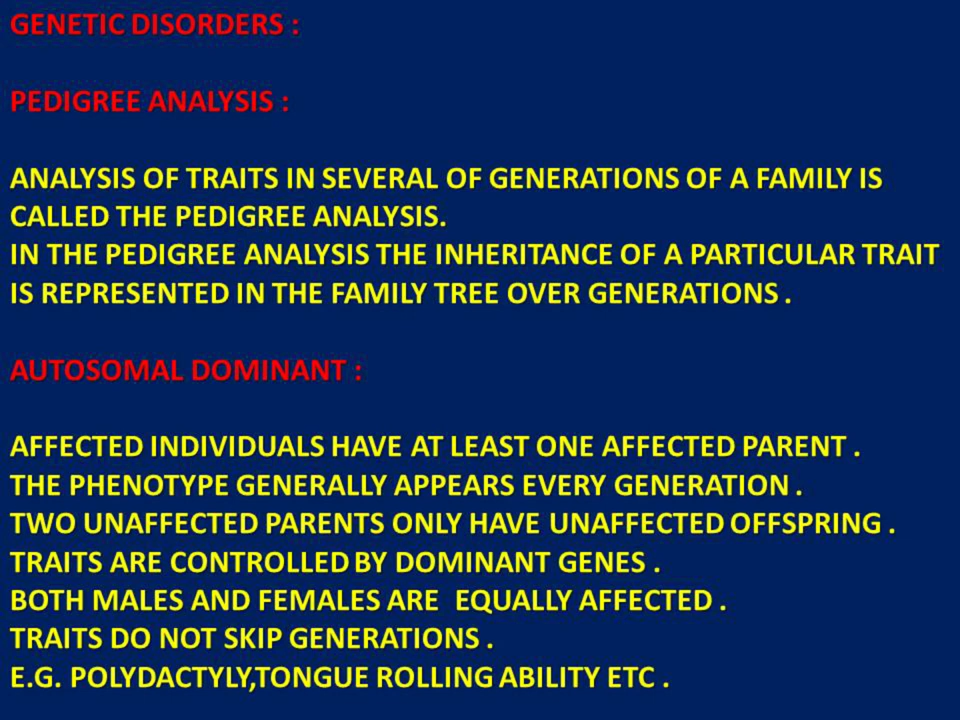 GENETIC DISORDERS :
PEDIGREE ANALYSIS :
ANALYSIS OF TRAITS IN SEVERAL OF GENERATIONS OF A FAMILY IS
CALLED THE PEDIGREE ANALYSIS.
IN THE PEDIGREE ANALYSIS THE INHERITANCE OF A PARTICULAR TRAIT
IS REPRESENTED IN THE FAMILY TREE OVER GENERATIONS .
AUTOSOMAL DOMINANT :
AFFECTED INDIVIDUALS HAVE AT LEAST ONE AFFECTED PARENT .
THE PHENOTYPE GENERALLY APPEARS EVERY GENERATION .
TWO UNAFFECTED PARENTS ONLY HAVE UNAFFECTED OFFSPRING .
TRAITS ARE CONTROLLED BY DOMINANT GENES .
BOTH MALES AND FEMALES ARE  EQUALLY AFFECTED .
TRAITS DO NOT SKIP GENERATIONS .
E.G. POLYDACTYLY,TONGUE ROLLING ABILITY ETC .